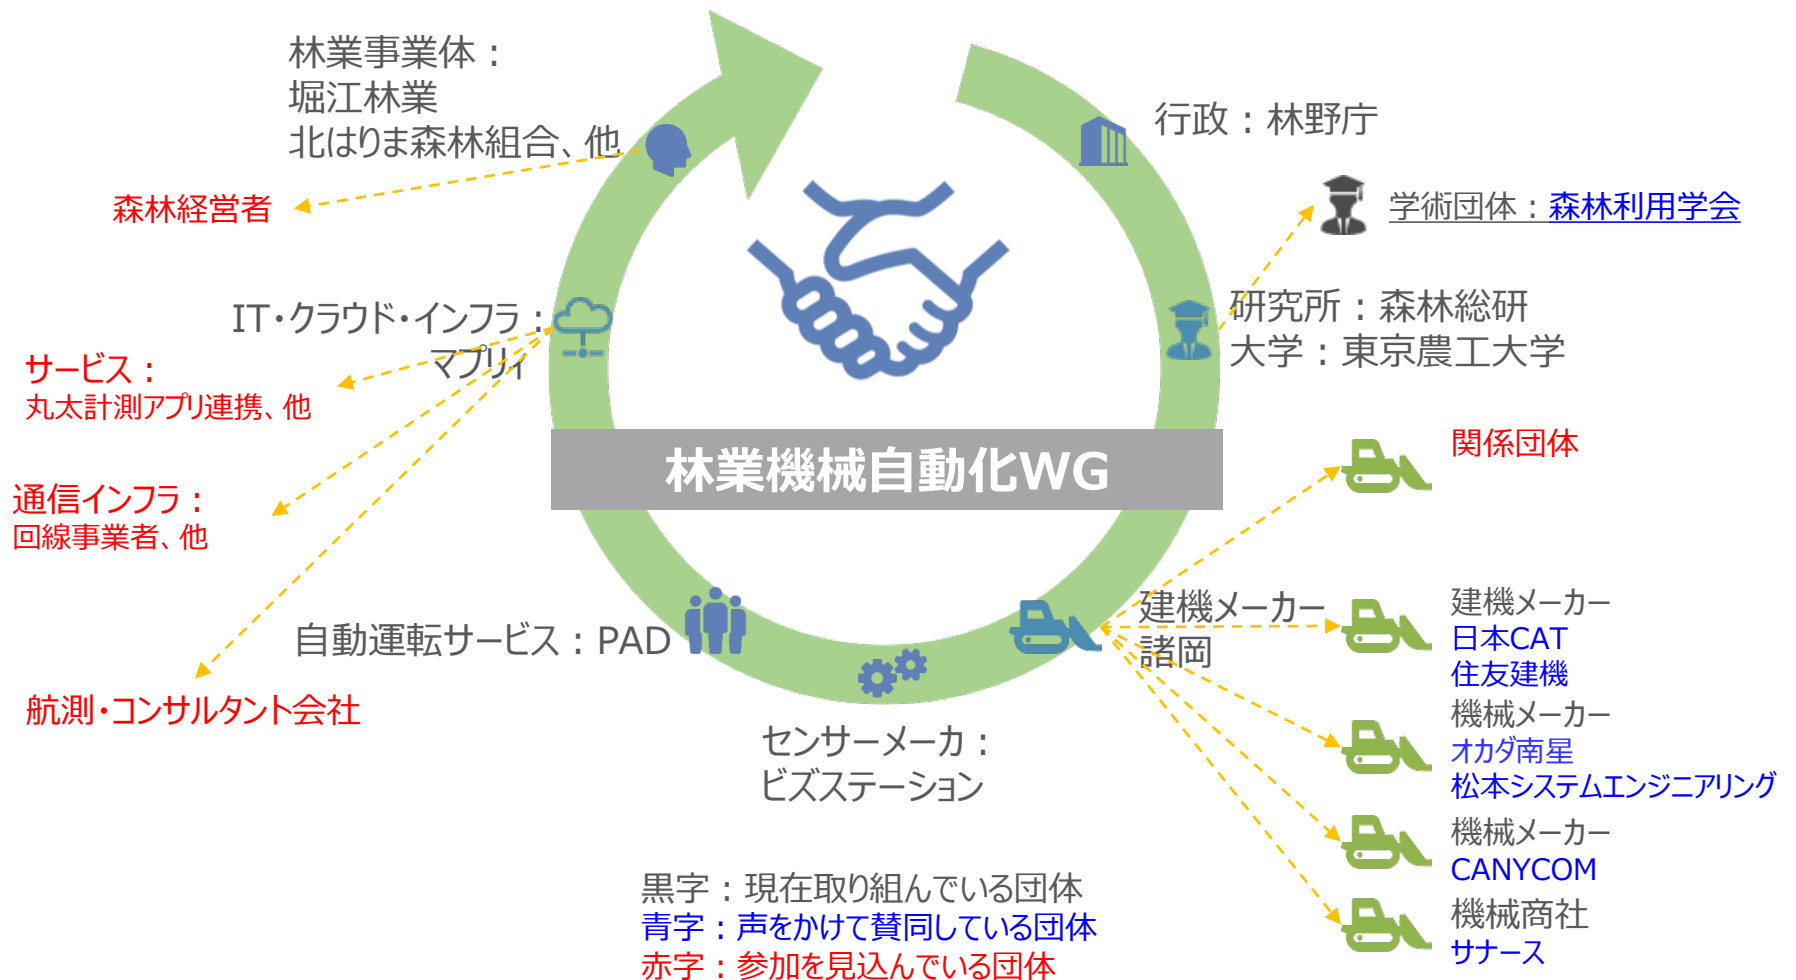 林業事業体：
堀江林業
北はりま森林組合、他
森林経営者
IT・クラウド・インフラ：
マプリィ
サービス：
丸太計測アプリ連携、他
通信インフラ：
回線事業者、他
航測・コンサルタント会社
自動運転サービス：PAD
林業機械自動化WG
行政：林野庁
学術団体：森林利用学会
研究所：森林総研
大学：東京農工大学
関係団体
建機メーカー
諸岡
建機メーカー
日本CAT
住友建機
機械メーカー
オカダ南星
松本システムエンジニアリング
機械メーカー
CANYCOM
機械商社
サナース
センサーメーカ：
ビズステーション
黒字：現在取り組んでいる団体
青字：声をかけて賛同している団体
赤字：参加を見込んでいる団体